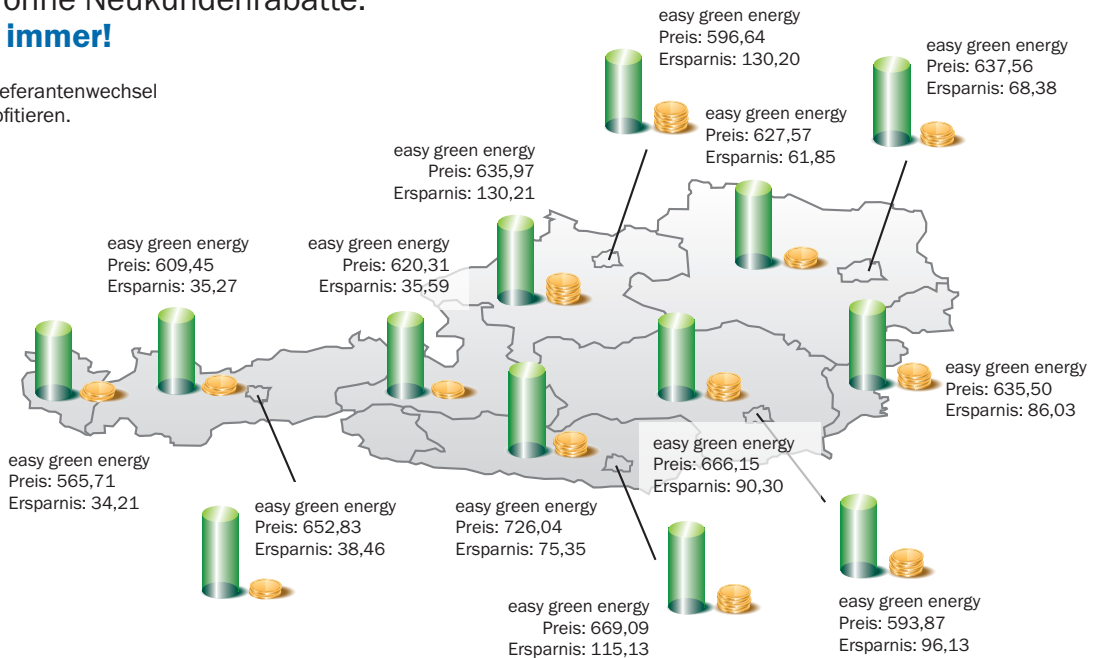 ohne Neukundenrabatte.
immer!
ofitieren.
easy green energy
Preis: 596,64
Ersparnis: 130,20
easy green energy
Preis: 637,56
Ersparnis: 68,38
easy green energy
Preis: 627,57
Ersparnis: 61,85
easy green energy
Preis: 635,97
Ersparnis: 130,21
easy green energy
Preis: 609,45
Ersparnis: 35,27
easy green energy
Preis: 620,31
Ersparnis: 35,59
easy green energy
Preis: 635,50
Ersparnis: 86,03
easy green energy
Preis: 666,15
Ersparnis: 90,30
easy green energy
Preis: 565,71
Ersparnis: 34,21
easy green energy
Preis: 652,83
Ersparnis: 38,46
easy green energy
Preis: 726,04
Ersparnis: 75,35
easy green energy
Preis: 669,09
Ersparnis: 115,13
easy green energy
Preis: 593,87
Ersparnis: 96,13